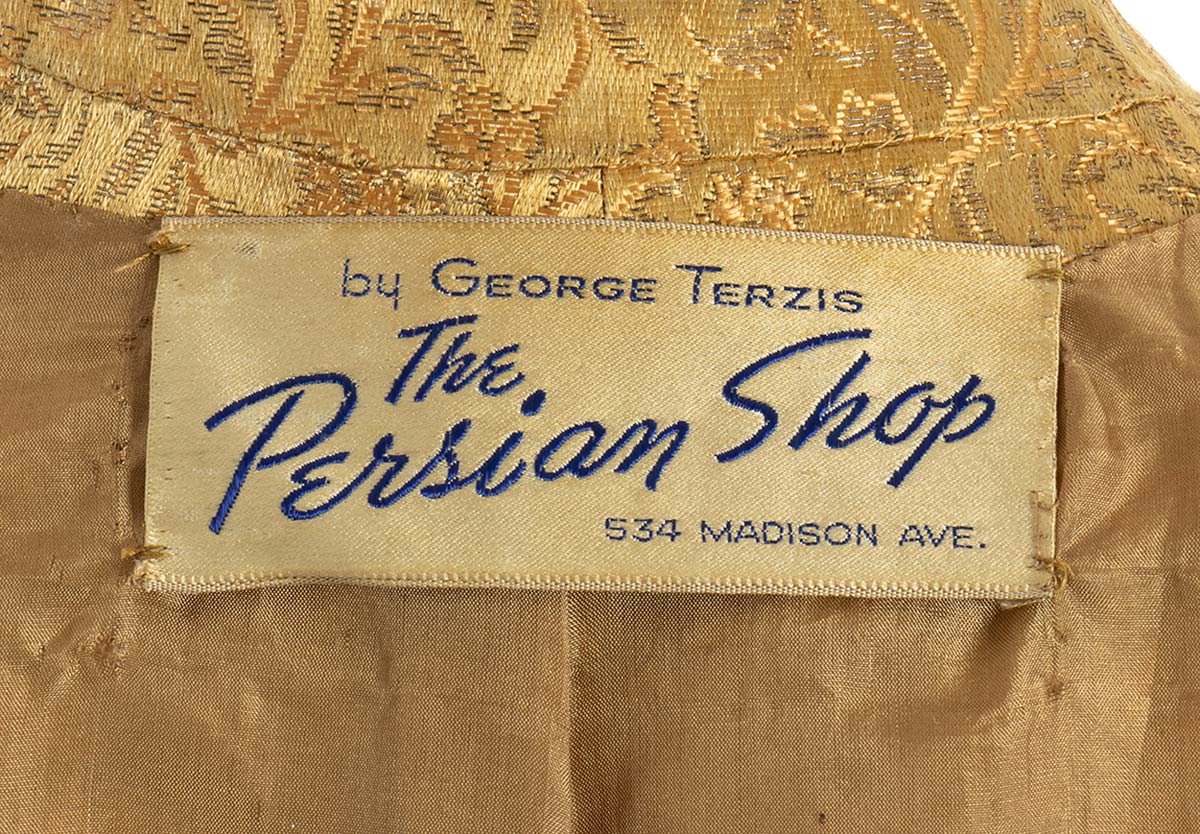 by GEORGE TERZIS
The
Persian Shop
534 MADISON AVE.